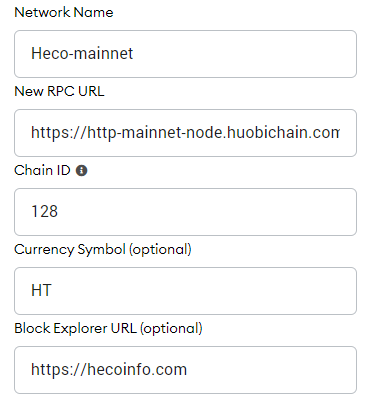 Network Name
Heco-mainnet
New RPC URL
https://http-mainnet-node.huobichain.com
Chain ID
128
Currency Symbol (optional)
HT
Block Explorer URL (optional)
https://hecoinfo.com